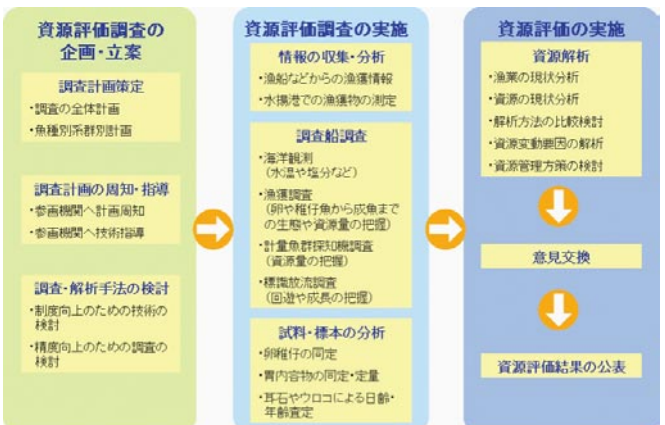 資源評価調査の
企画・立案
調査計画策定
・調査の全体計画
・魚種別系群別計画
調査計画の周知・指導
・参画機関へ計画周知
・参画機関へ技術指導
調査・解析手法の検討
・制度向上のための技術の
検討
・精度向上のための調査の
検討
資源評価調査の実施
情報の収集・分析
・漁船などからの漁獲情報
・水揚港での漁獲物の測定
調査船調査
・海洋観測
(水温や塩分など)
・漁獲調査
(卵や稚仔魚から成魚まで
の生態や資源量の把握)
・計量魚群探知機調査
(資源量の把握)
・標識放流調査
(回遊や成長の把握)
試料・標本の分析
・卵稚仔の同定
・胃内容物の同定・定量
・耳石やウロコによる日齢・
年齢査定
資源評価の実施
資源解析
・漁業の現状分析
・資源の現状分析
・解析方法の比較検討
・資源変動要因の解析
・資源管理方策の検討
意見交換
資源評価結果の公表